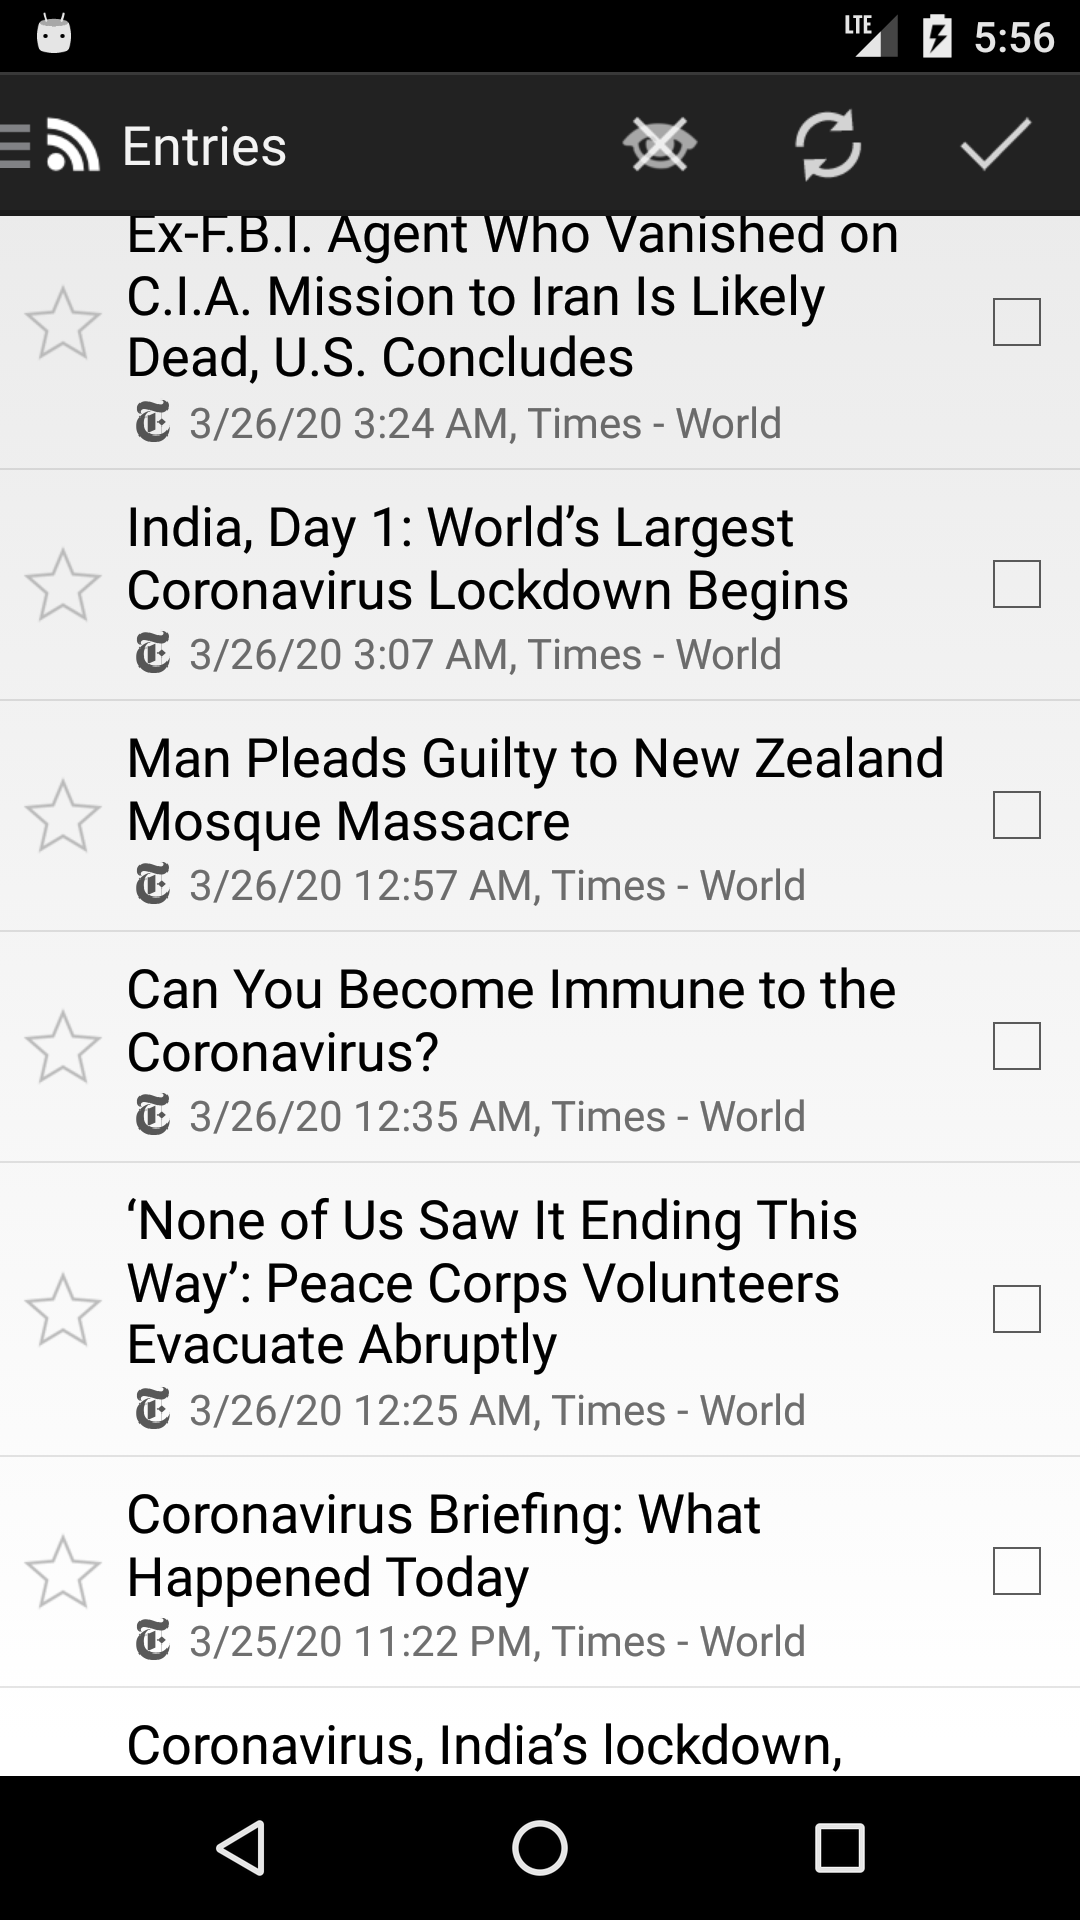 LTE 5:56
Entries
Ex-F.B.I. Agent Who Vanished on
C.I.A. Mission to Iran Is Likely
Dead, U.S. Concludes
3/26/20 3:24 AM, Times - World
India, Day 1: World’s Largest
Coronavirus Lockdown Begins
3/26/20 3:07 AM, Times - World
Man Pleads Guilty to New Zealand
Mosque Massacre
3/26/20 12:57 AM, Times - World
Can You Become Immune to the
Coronavirus?
3/26/20 12:35 AM, Times - World
‘None of Us Saw It Ending This
Way’: Peace Corps Volunteers
Evacuate Abruptly
3/26/20 12:25 AM, Times - World
Coronavirus Briefing: What
Happened Today
3/25/20 11:22 PM, Times - World
Coronavirus, India’s lockdown,